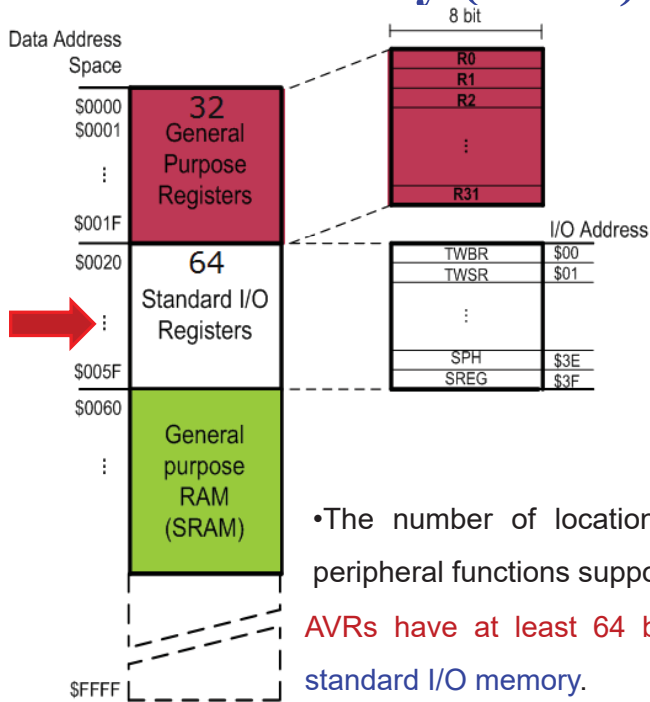 8 bit
Data Address
Space
$0000
$0001
⋮
$001F
$0020
⋮
$005F
$0060
⋮
$FFFF
32
General
Purpose
Registers
64
Standard I/O
Registers
General
purpose
RAM
(SRAM)
R0
R1
R2
⋮
R31
I/O Address
TWBR $00
TWSR $01
⋮
SPH $3E
SREG $3F
•The number of location
peripheral functions suppo
AVRs have at least 64 b
standard I/O memory.